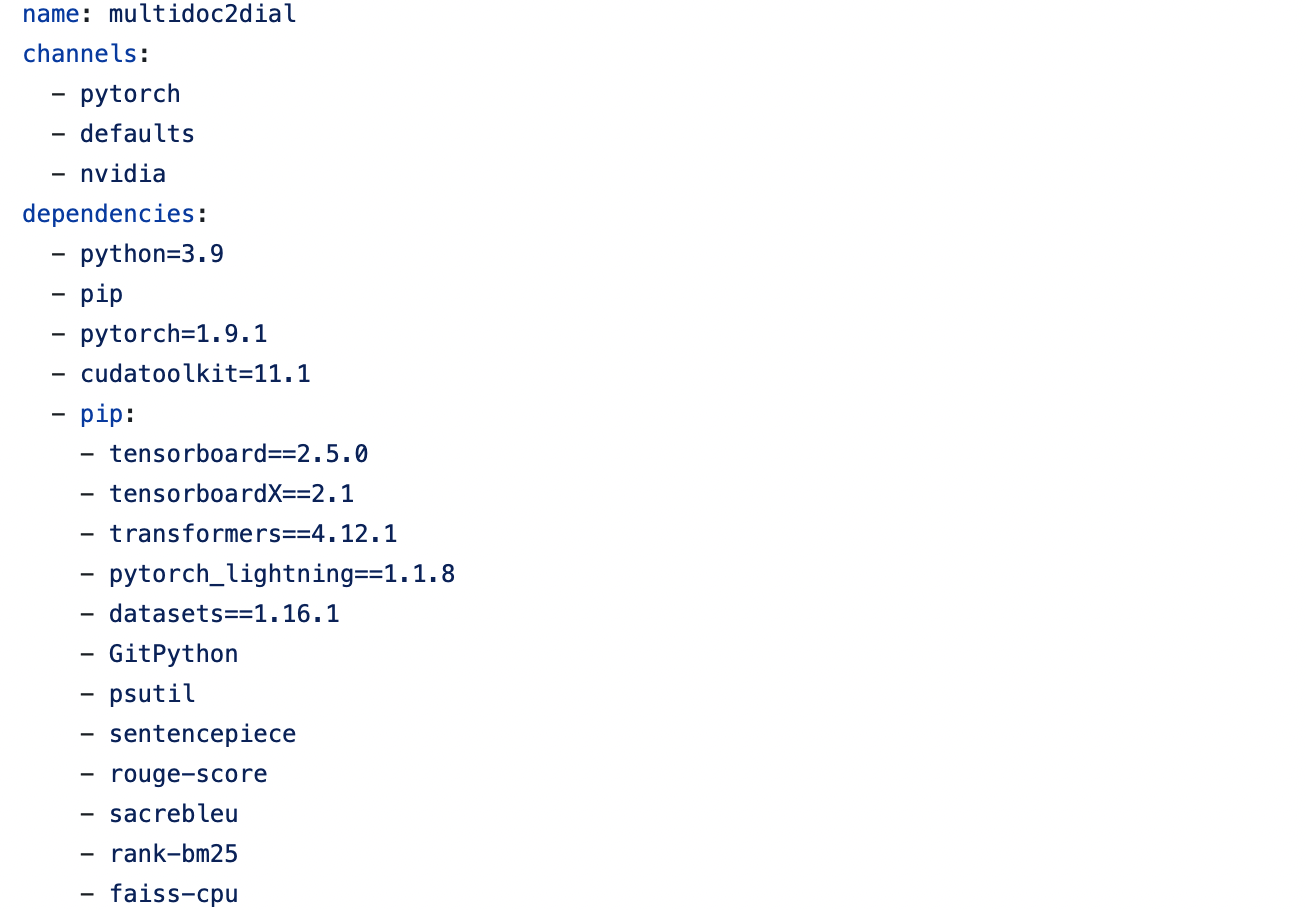 name: multidoc2dial
channels:
  - pytorch
  - defaults
  - nvidia
dependencies:
  - python=3.9
  - pip
  - pytorch=1.9.1
  - cudatoolkit=11.1
  - pip:
    - tensorboard==2.5.0
    - tensorboardX==2.1
    - transformers==4.12.1
    - pytorch_lightning==1.1.8
    - datasets==1.16.1
    - GitPython
    - psutil
    - sentencepiece
    - rouge-score
    - sacrebleu
    - rank-bm25
    - faiss-cpu